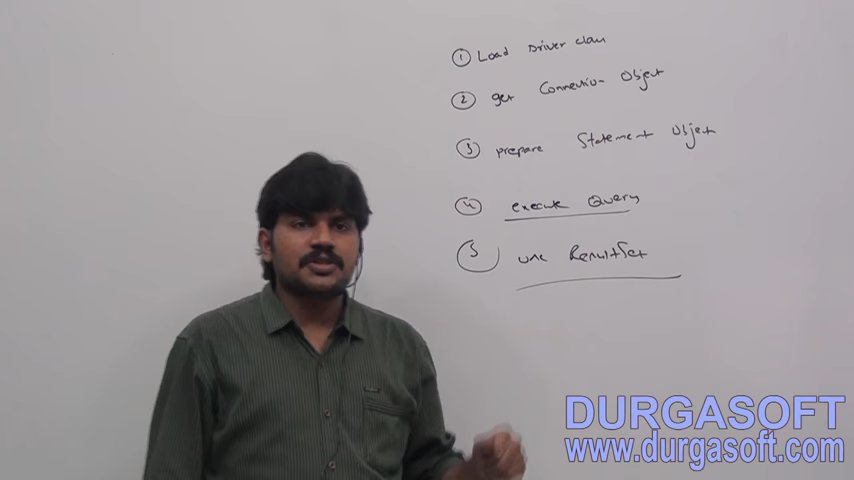 ① Load Driver class
② get Connection Object
③ prepare Statement Object
④ execute Query
⑤ use ResultSet
DURGASOFT
www.durgasoft.com